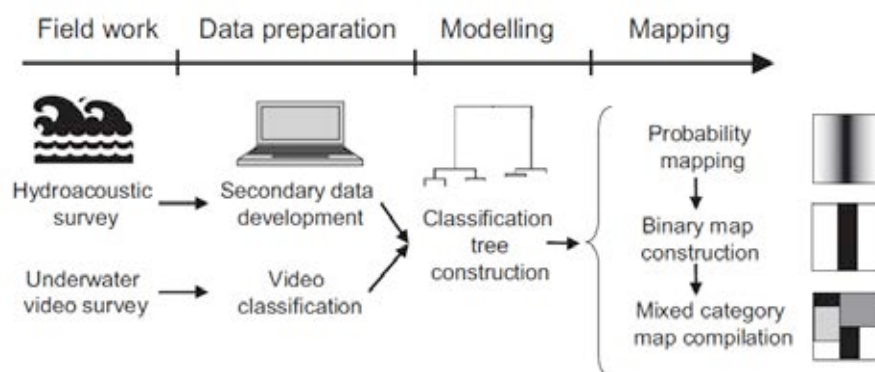 Field work
Data preparation
Modelling
Mapping
Hydroacoustic
survey
Secondary data
development
Underwater
video survey
Video
classification
Classification
tree
construction
Probability
mapping
Binary map
construction
Mixed category
map compilation